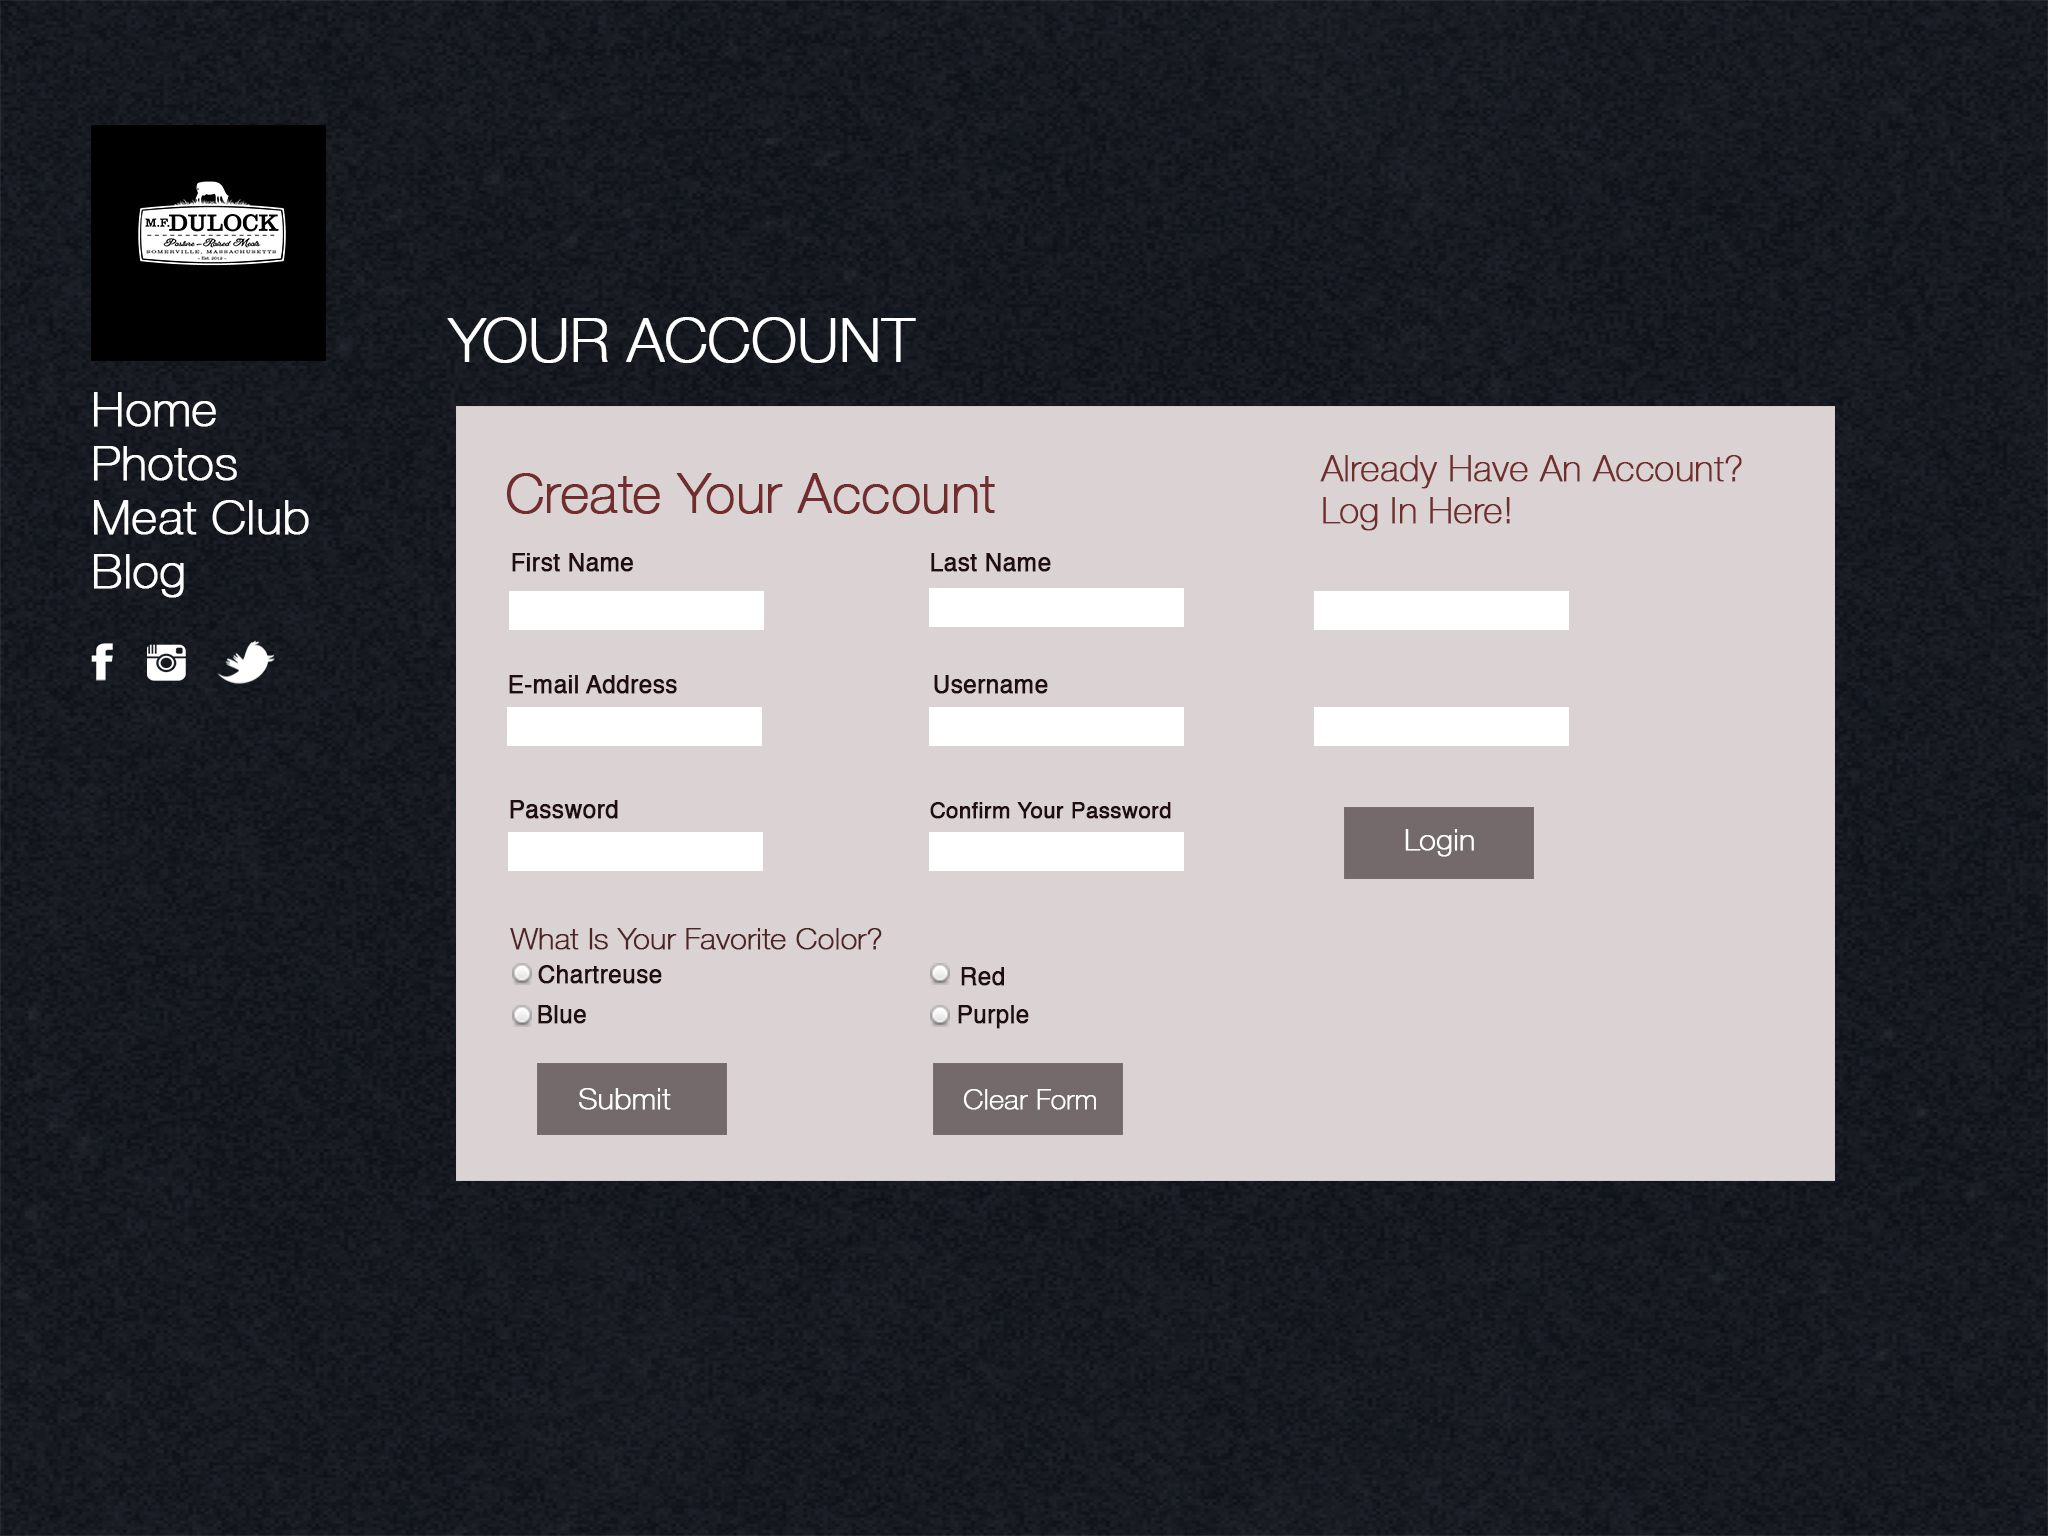 M.F. DULOCK
Pasture – Raised Meats
SOMERVILLE, MASSACHUSETTS
- Est. 2012 -
Home
Photos
Meat Club
Blog
YOUR ACCOUNT
Create Your Account
First Name
Last Name
E-mail Address
Username
Password
Confirm Your Password
What Is Your Favorite Color?
Chartreuse
Red
Blue
Purple
Submit
Clear Form
Already Have An Account?
Log In Here!
Login